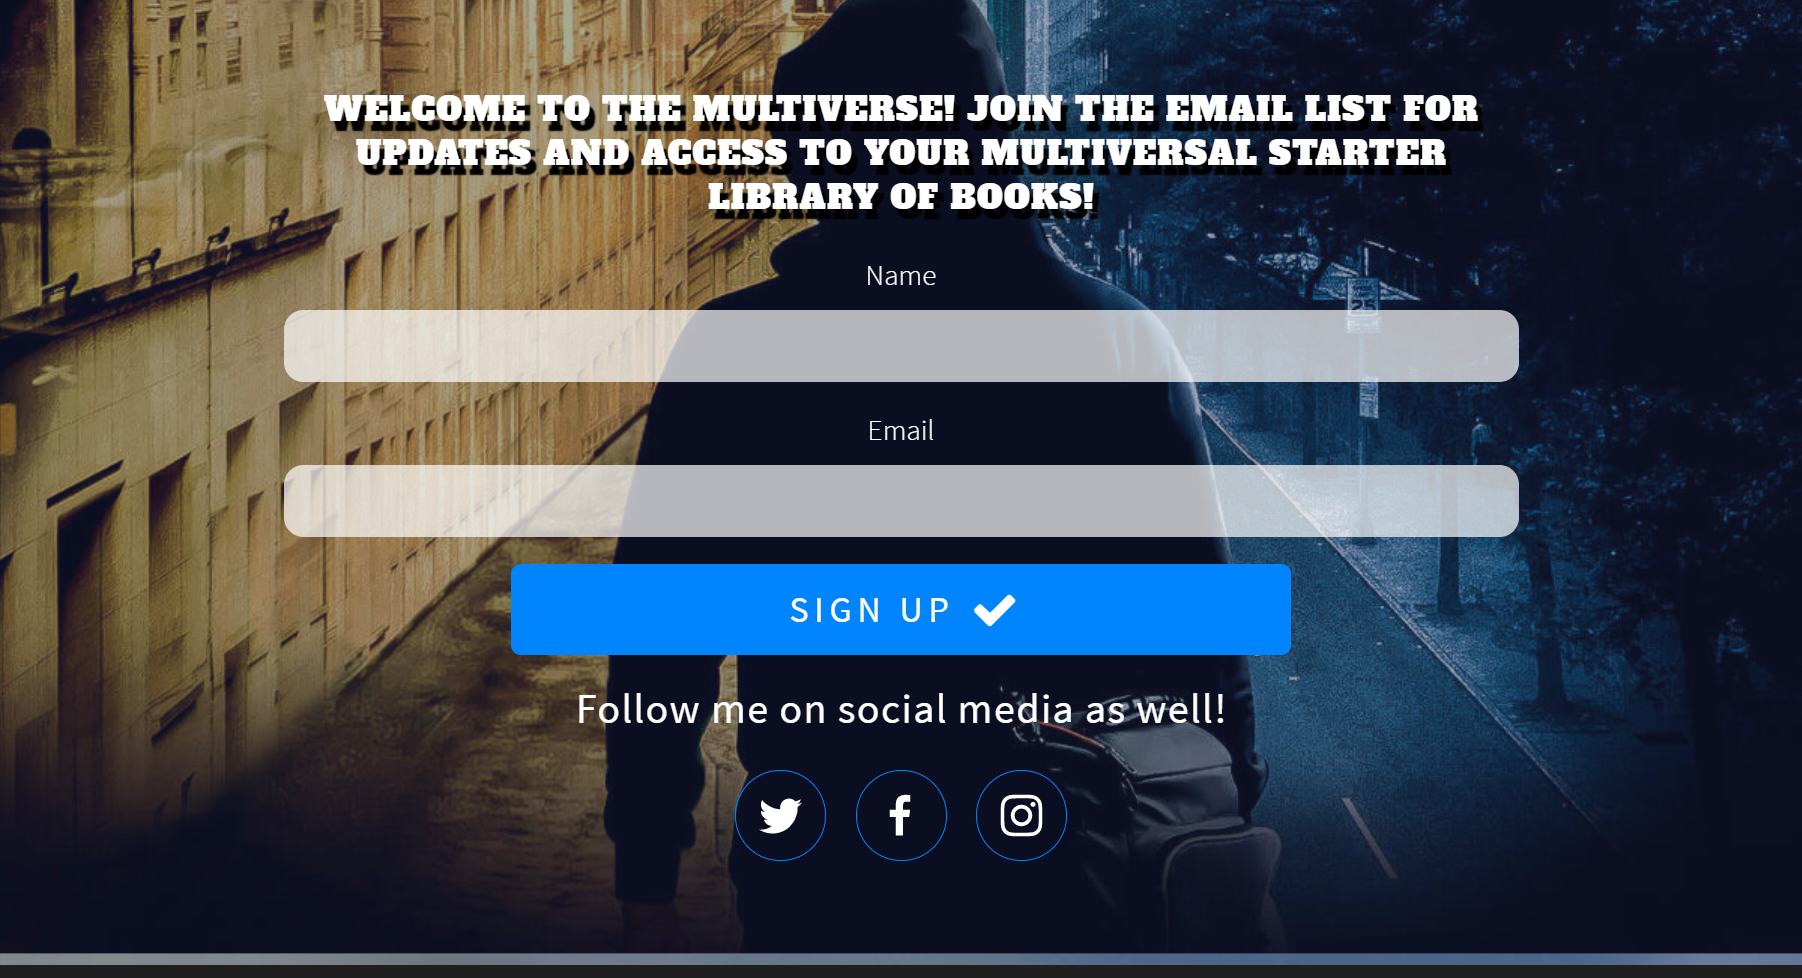 WELCOME TO THE MULTIVERSE! JOIN THE EMAIL LIST FOR
UPDATES AND ACCESS TO YOUR MULTIVERSAL STARTER
LIBRARY OF BOOKS!
Name
25
Email
SIGN UP
Follow me on social media as well!